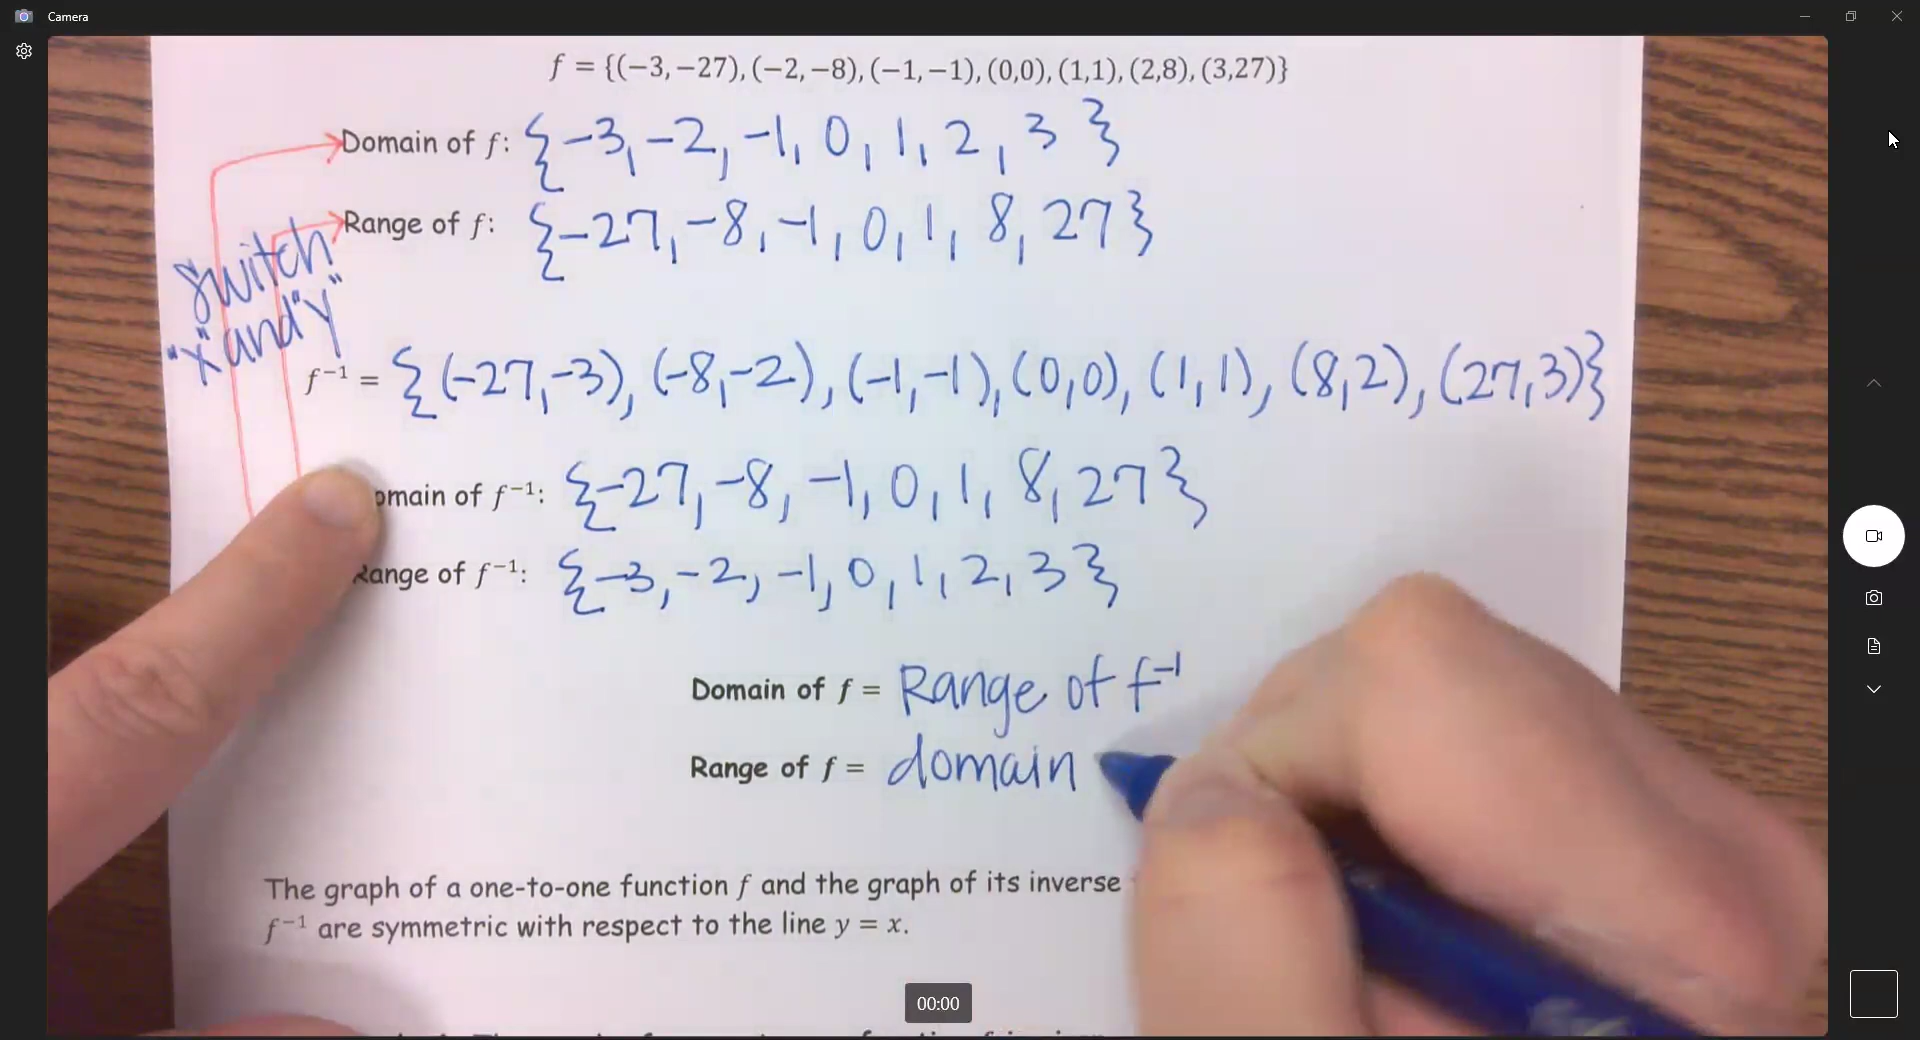 Camera
f = {(−3,−27), (−2,−8), (−1,−1), (0,0), (1,1), (2,8), (3,27)}
Domain of f: {-3, -2, -1, 0, 1, 2, 3}
Range of f: {-27, -8, -1, 0, 1, 8, 27}
Switch
"x" and "y"
f⁻¹ = {(-27,-3), (-8,-2), (-1,-1), (0,0), (1,1), (8,2), (27,3)}
omain of f⁻¹: {-27, -8, -1, 0, 1, 8, 27}
Range of f⁻¹: {-3, -2, -1, 0, 1, 2, 3}
Domain of f = Range of f⁻¹
Range of f = domain
The graph of a one-to-one function f and the graph of its inverse
f⁻¹ are symmetric with respect to the line y = x.
00:00